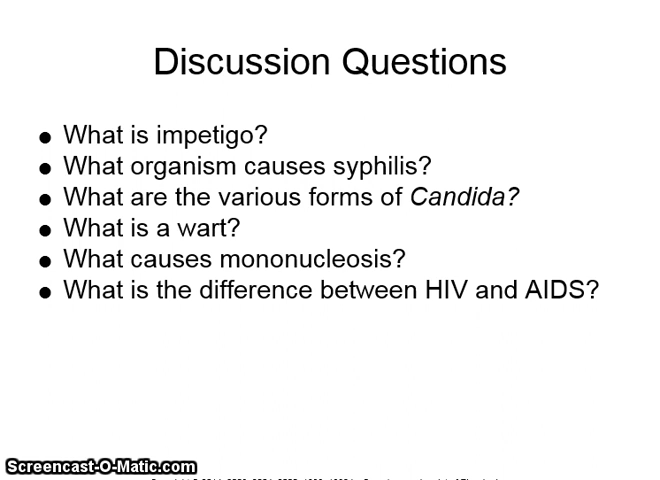 Discussion Questions
● What is impetigo?
● What organism causes syphilis?
● What are the various forms of Candida?
● What is a wart?
● What causes mononucleosis?
● What is the difference between HIV and AIDS?
Screencast-O-Matic.com